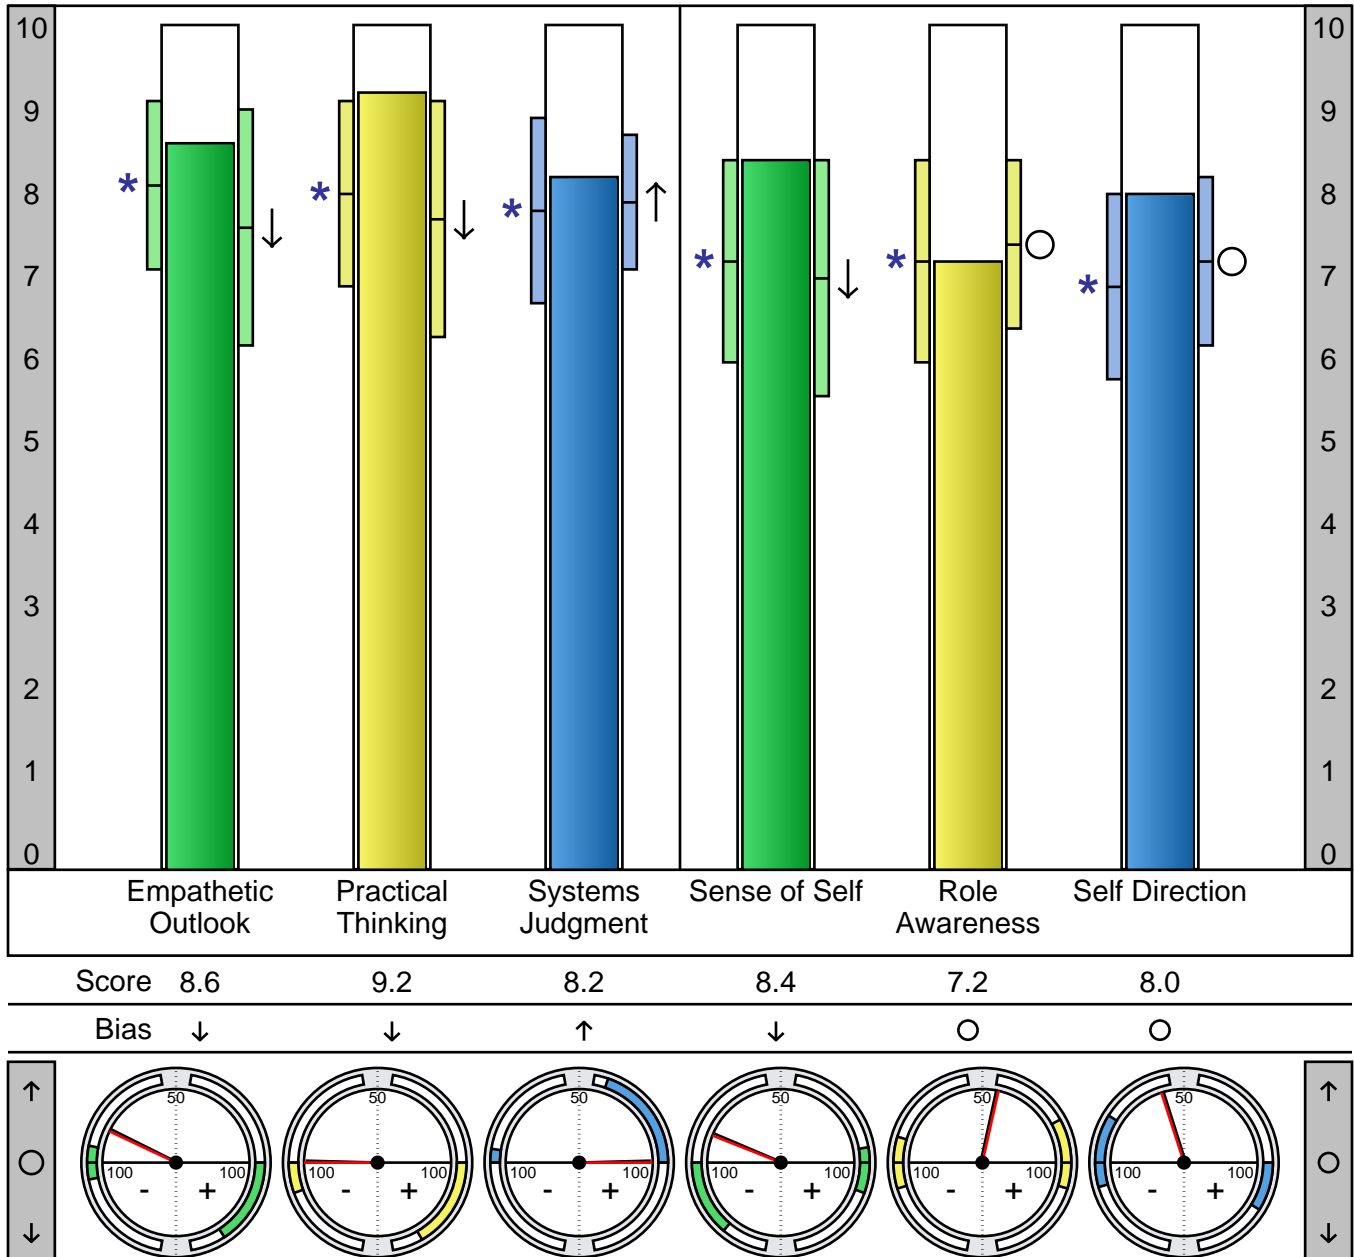 10 10
9 9
* * * ↓ ↓ ↑
8 8
* * * ↓
7 7
6 6
5 5
4 4
3 3
2 2
1 1
0 0
Empathetic Practical Systems Sense of Self Role Self Direction
Outlook Thinking Judgment Awareness
Score 8.6 9.2 8.2 8.4 7.2 8.0
Bias ↓ ↓ ↑ ↓ ○ ○
↑ 50 50 50 50 50 50 ↑
○ 100 100 100 100 100 100 100 100 100 100 100 100 ○
- + - + - + - + - + - +
↓ ↓